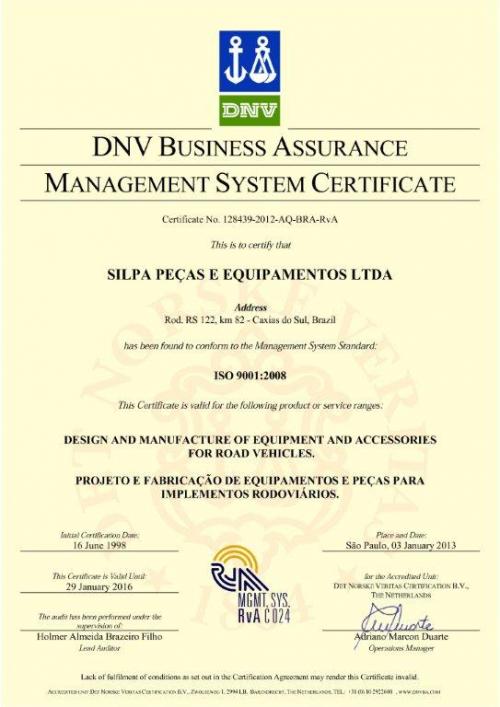 DNV
DNV BUSINESS ASSURANCE
MANAGEMENT SYSTEM CERTIFICATE
Certificate No. 128439-2012-AQ-BRA-RvA
This is to certify that
SILPA PEÇAS E EQUIPAMENTOS LTDA
Address
Rod. RS 122, km 82 - Caxias do Sul, Brazil
has been found to conform to the Management System Standard:
ISO 9001:2008
This Certificate is valid for the following product or service ranges:
DESIGN AND MANUFACTURE OF EQUIPMENT AND ACCESSORIES
FOR ROAD VEHICLES.
PROJETO E FABRICAÇÃO DE EQUIPAMENTOS E PEÇAS PARA
IMPLEMENTOS RODOVIÁRIOS.
Initial Certification Date:
16 June 1998
This Certificate is Valid Until:
29 January 2016
The audit has been performed under the
supervision of:
Holmer Almeida Brazeiro Filho
Lead Auditor
RvA
MGMT. SYS.
RvA C 024
Place and Date:
São Paulo, 03 January 2013
for the Accredited Unit:
DET NORSKE VERITAS CERTIFICATION B.V.,
THE NETHERLANDS
Adriano Marcon Duarte
Operations Manager
Lack of fulfilment of conditions as set out in the Certification Agreement may render this Certificate invalid.
ACCREDITED UNIT DET NORSKE VERITAS CERTIFICATION B.V., ZWOLSEWEG 1, 2994 LB, BARENDRECHT, THE NETHERLANDS, TEL: +31 (0) 10 2922600 , WWW.DNVBA.COM